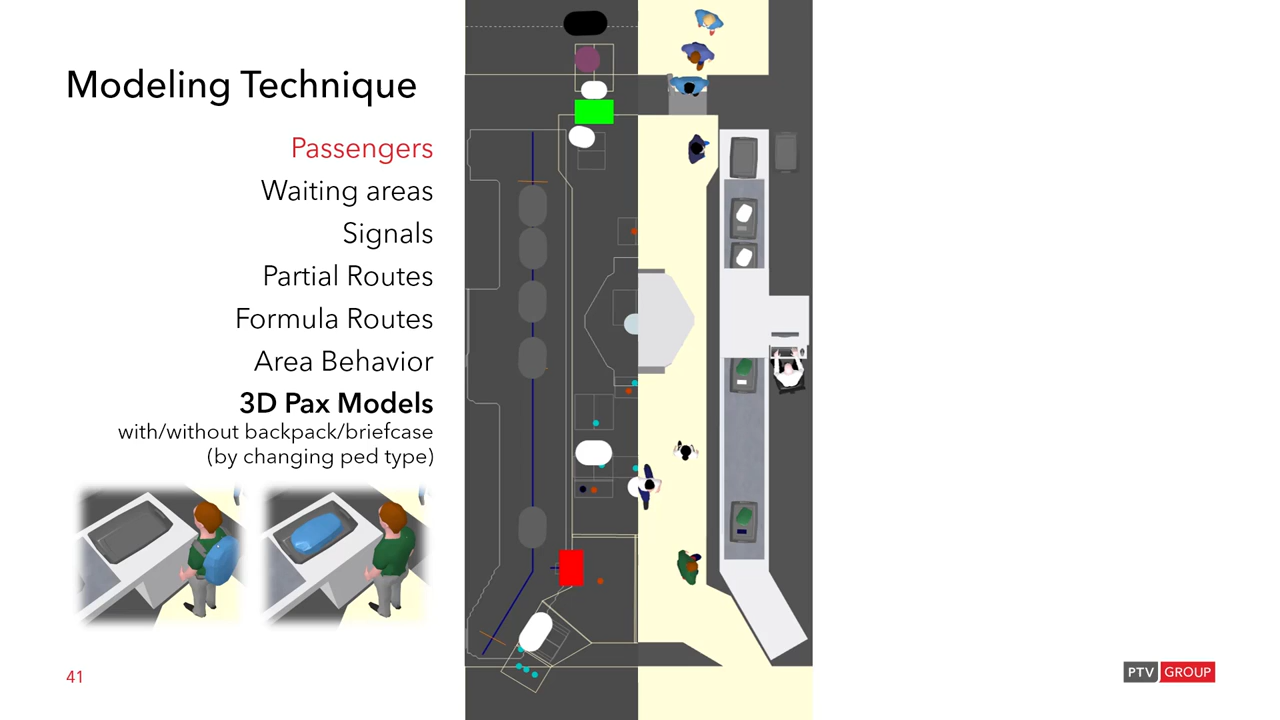 Modeling Technique
Passengers
Waiting areas
Signals
Partial Routes
Formula Routes
Area Behavior
3D Pax Models
with/without backpack/briefcase
(by changing ped type)
41
PTV GROUP